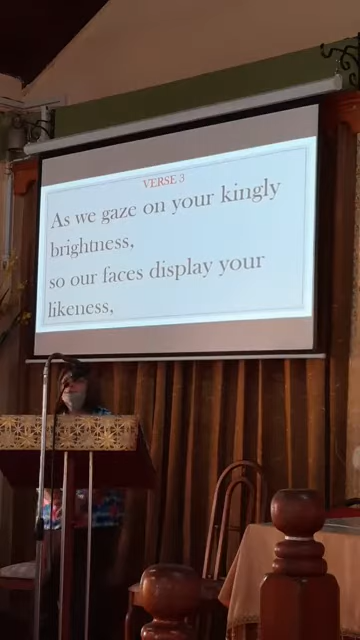 VERSE 3
As we gaze on your kingly
brightness,
so our faces display your
likeness,